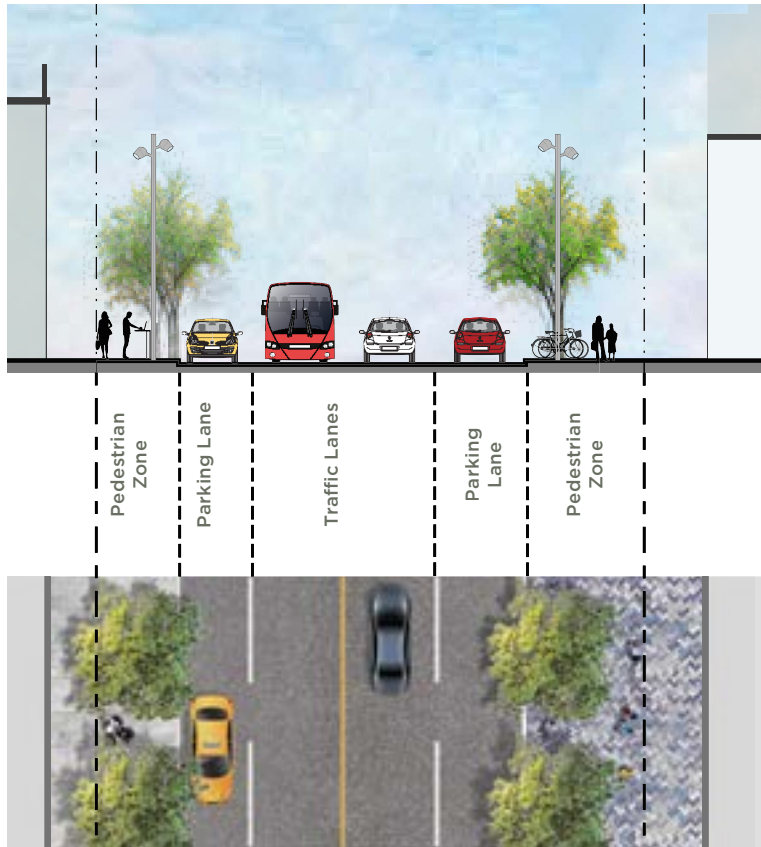 Pedestrian
Zone
Parking Lane
Traffic Lanes
Parking
Lane
Pedestrian
Zone